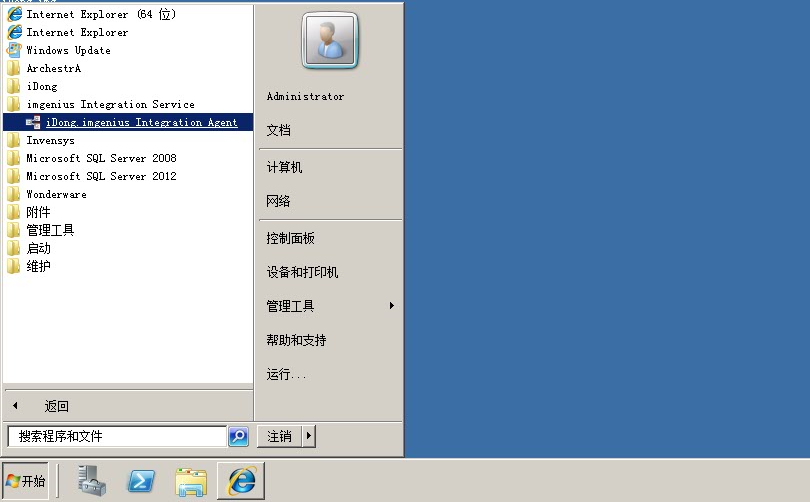 Internet Explorer (64 位)
Internet Explorer
Windows Update
ArchestrA
iDong
imgenius Integration Service
iDong.imgenius Integration Agent
Invensys
Microsoft SQL Server 2008
Microsoft SQL Server 2012
Wonderware
附件
管理工具
启动
维护
返回
搜索程序和文件
Administrator
文档
计算机
网络
控制面板
设备和打印机
管理工具
帮助和支持
运行...
注销
开始